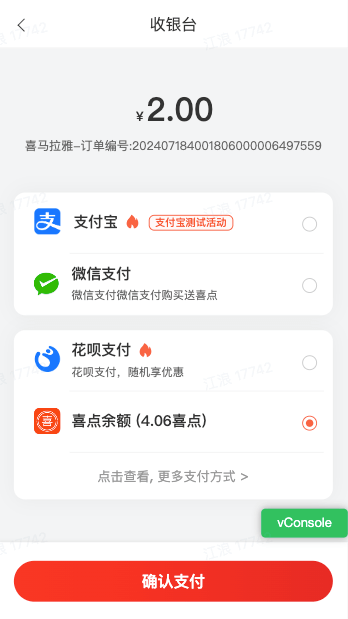 收银台
¥2.00
喜马拉雅-订单编号:202407184001806000006497559
支付宝 支付宝测试活动
微信支付
微信支付微信支付购买送喜点
花呗支付
花呗支付，随机享优惠
喜 喜点余额 (4.06喜点)
点击查看, 更多支付方式 >
vConsole
确认支付